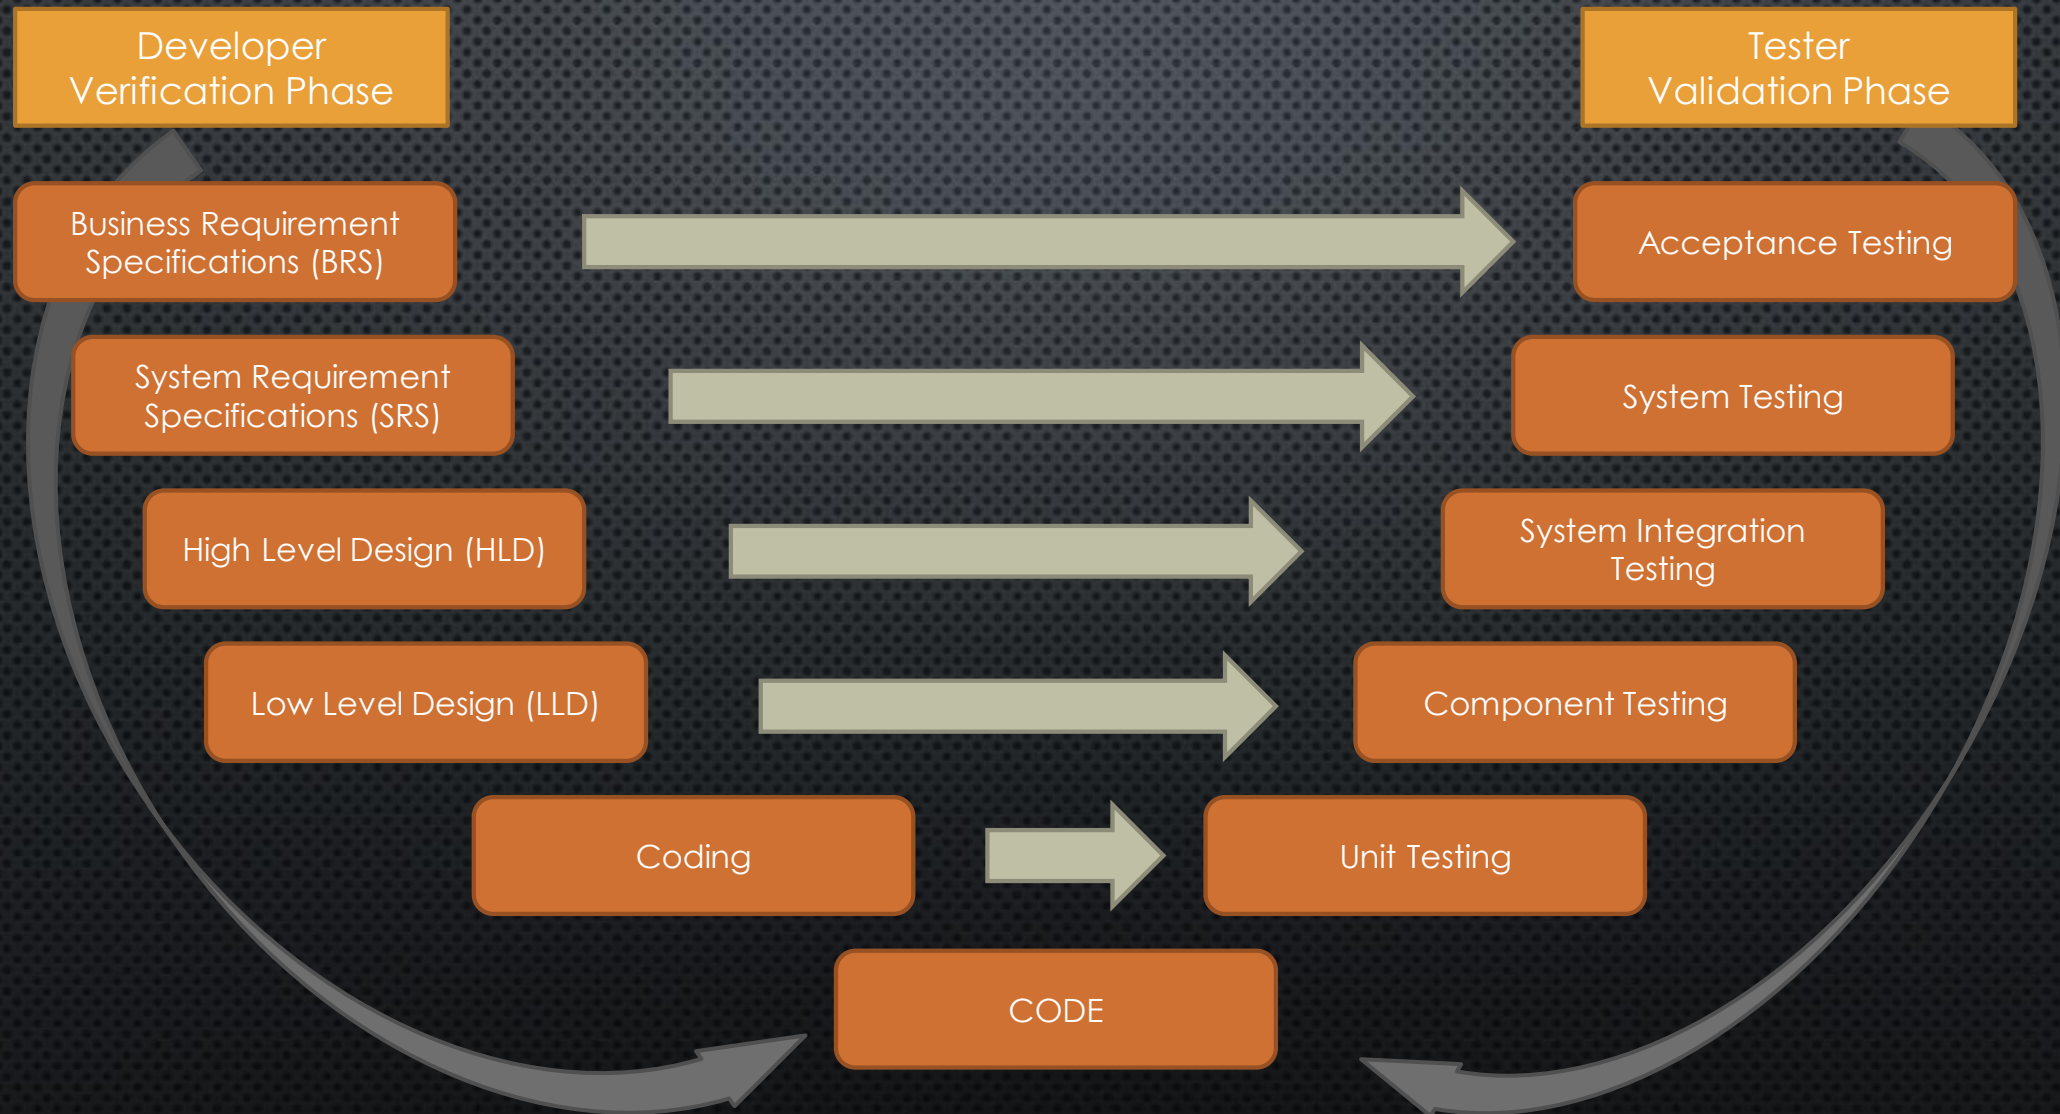 Developer
Verification Phase
Tester
Validation Phase
Business Requirement
Specifications (BRS)
Acceptance Testing
System Requirement
Specifications (SRS)
System Testing
High Level Design (HLD)
System Integration
Testing
Low Level Design (LLD)
Component Testing
Coding
Unit Testing
CODE